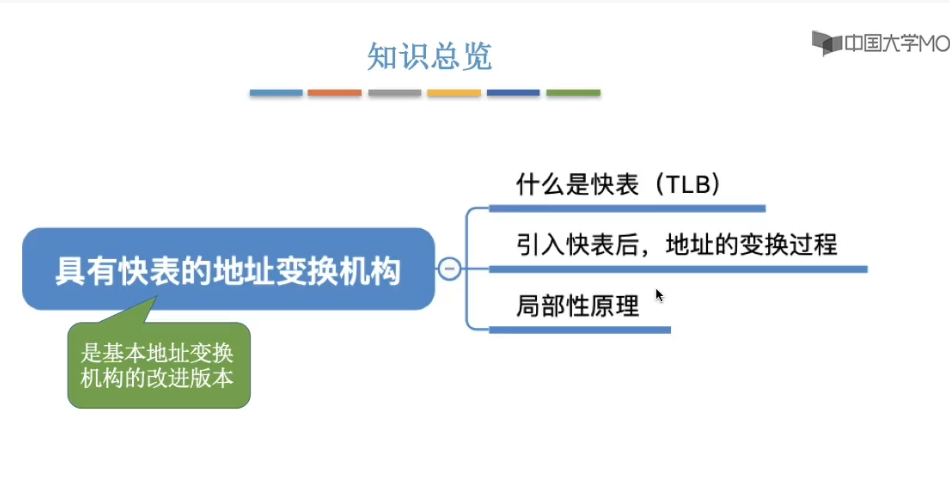 知识总览
中国大学MO
什么是快表（TLB）
引入快表后，地址的变换过程
具有快表的地址变换机构
局部性原理
是基本地址变换
机构的改进版本